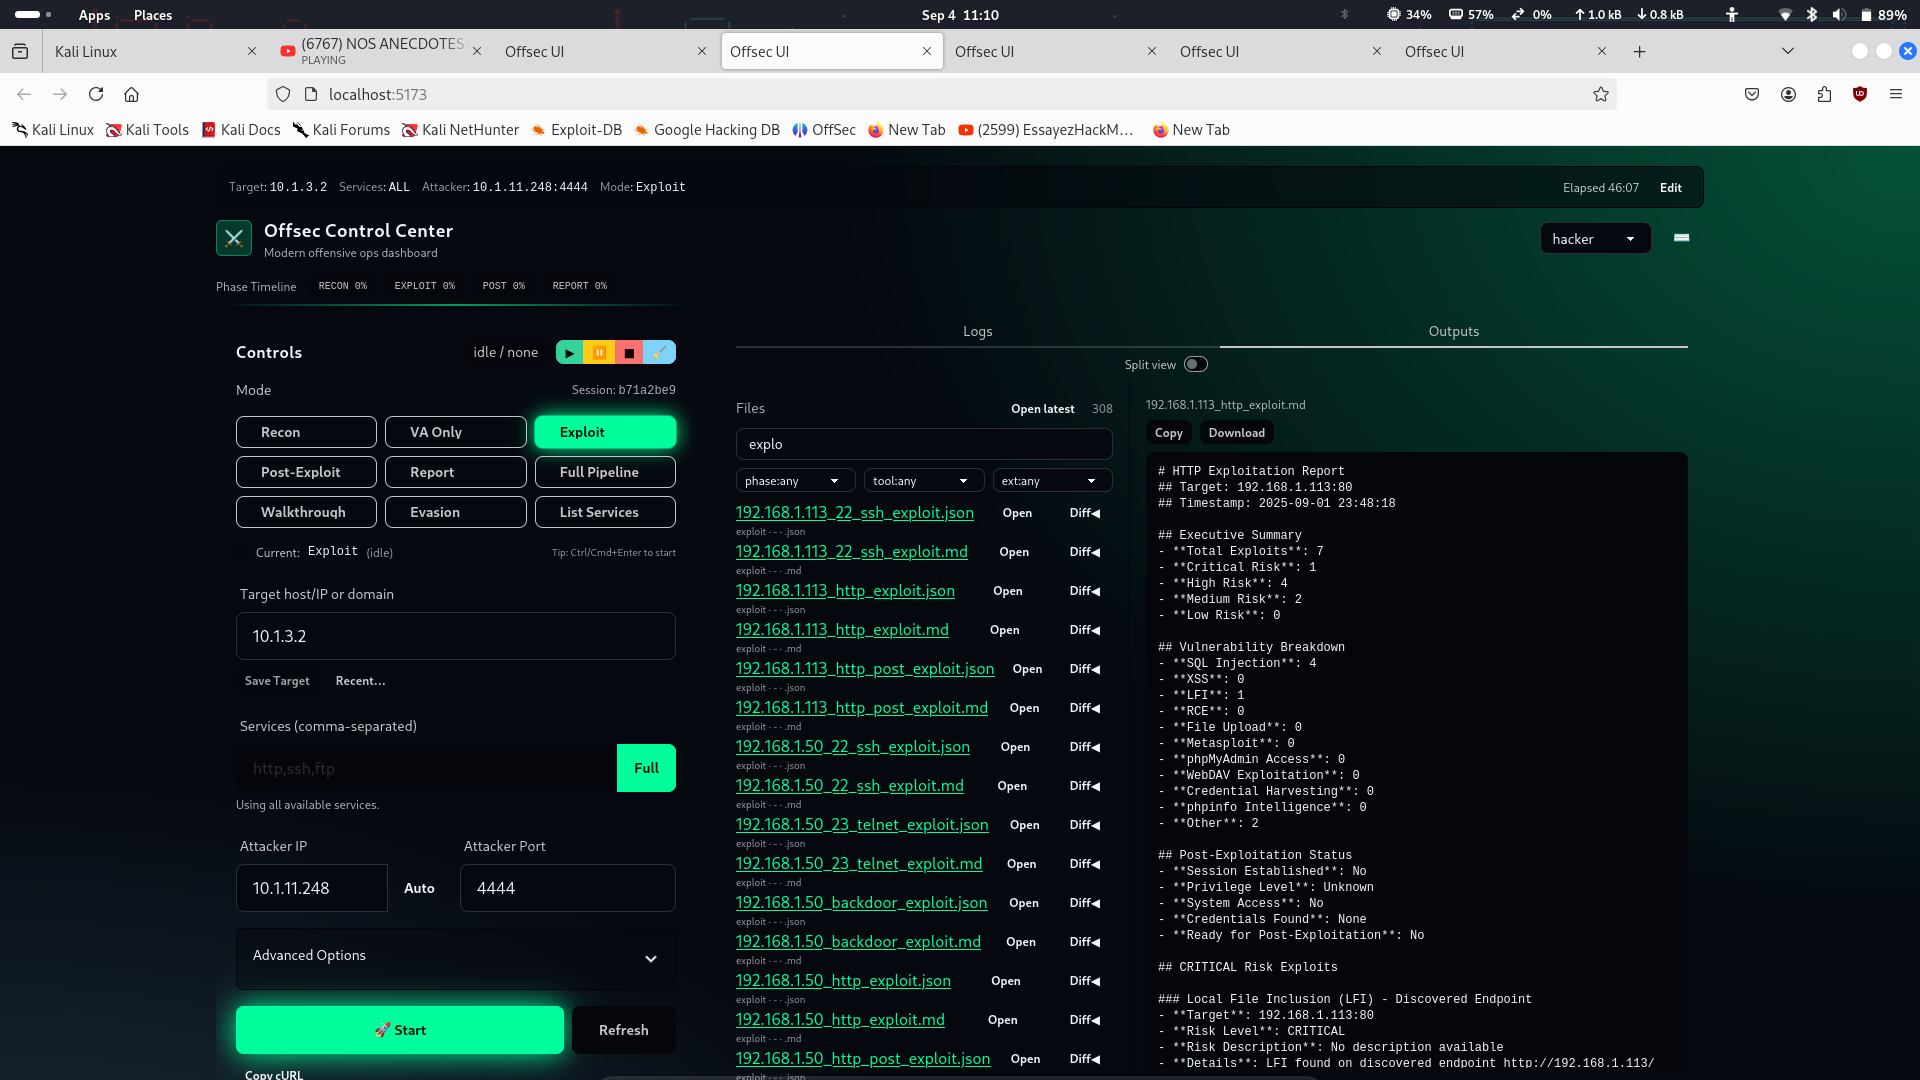 Apps Places Sep 4 11:10 34% 57% 0% 1.0 kB 0.8 kB 89%
Kali Linux (6767) NOS ANECDOTES Offsec UI Offsec UI Offsec UI Offsec UI Offsec UI
PLAYING
localhost:5173
Kali Linux Kali Tools Kali Docs Kali Forums Kali NetHunter Exploit-DB Google Hacking DB OffSec New Tab (2599) EssayezHackM… New Tab
Target: 10.1.3.2 Services: ALL Attacker: 10.1.11.248:4444 Mode: Exploit Elapsed 46:07 Edit
Offsec Control Center
Modern offensive ops dashboard
hacker
Phase Timeline RECON 0% EXPLOIT 0% POST 0% REPORT 0%
Controls idle / none
Mode Session: b71a2be9
Recon VA Only Exploit
Post-Exploit Report Full Pipeline
Walkthrough Evasion List Services
Current: Exploit (idle) Tip: Ctrl/Cmd+Enter to start
Target host/IP or domain
10.1.3.2
Save Target Recent...
Services (comma-separated)
http,ssh,ftp Full
Using all available services.
Attacker IP Attacker Port
10.1.11.248 Auto 4444
Advanced Options
Start Refresh
Copy cURL
Logs Outputs
Split view
Files Open latest 308
explo
phase:any tool:any ext:any
192.168.1.113_22_ssh_exploit.json Open Diff◀
exploit · - · .json
192.168.1.113_22_ssh_exploit.md Open Diff◀
exploit · - · .md
192.168.1.113_http_exploit.json Open Diff◀
exploit · - · .json
192.168.1.113_http_exploit.md Open Diff◀
exploit · - · .md
192.168.1.113_http_post_exploit.json Open Diff◀
exploit · - · .json
192.168.1.113_http_post_exploit.md Open Diff◀
exploit · - · .md
192.168.1.50_22_ssh_exploit.json Open Diff◀
exploit · - · .json
192.168.1.50_22_ssh_exploit.md Open Diff◀
exploit · - · .md
192.168.1.50_23_telnet_exploit.json Open Diff◀
exploit · - · .json
192.168.1.50_23_telnet_exploit.md Open Diff◀
exploit · - · .md
192.168.1.50_backdoor_exploit.json Open Diff◀
exploit · - · .json
192.168.1.50_backdoor_exploit.md Open Diff◀
exploit · - · .md
192.168.1.50_http_exploit.json Open Diff◀
exploit · - · .json
192.168.1.50_http_exploit.md Open Diff◀
exploit · - · .md
192.168.1.50_http_post_exploit.json Open Diff◀
exploit · - · .json
192.168.1.113_http_exploit.md
Copy Download
# HTTP Exploitation Report
## Target: 192.168.1.113:80
## Timestamp: 2025-09-01 23:48:18
## Executive Summary
- **Total Exploits**: 7
- **Critical Risk**: 1
- **High Risk**: 4
- **Medium Risk**: 2
- **Low Risk**: 0
## Vulnerability Breakdown
- **SQL Injection**: 4
- **XSS**: 0
- **LFI**: 1
- **RCE**: 0
- **File Upload**: 0
- **Metasploit**: 0
- **phpMyAdmin Access**: 0
- **WebDAV Exploitation**: 0
- **Credential Harvesting**: 0
- **phpinfo Intelligence**: 0
- **Other**: 2
## Post-Exploitation Status
- **Session Established**: No
- **Privilege Level**: Unknown
- **System Access**: No
- **Credentials Found**: None
- **Ready for Post-Exploitation**: No
## CRITICAL Risk Exploits
### Local File Inclusion (LFI) - Discovered Endpoint
- **Target**: 192.168.1.113:80
- **Risk Level**: CRITICAL
- **Risk Description**: No description available
- **Details**: LFI found on discovered endpoint http://192.168.1.113/